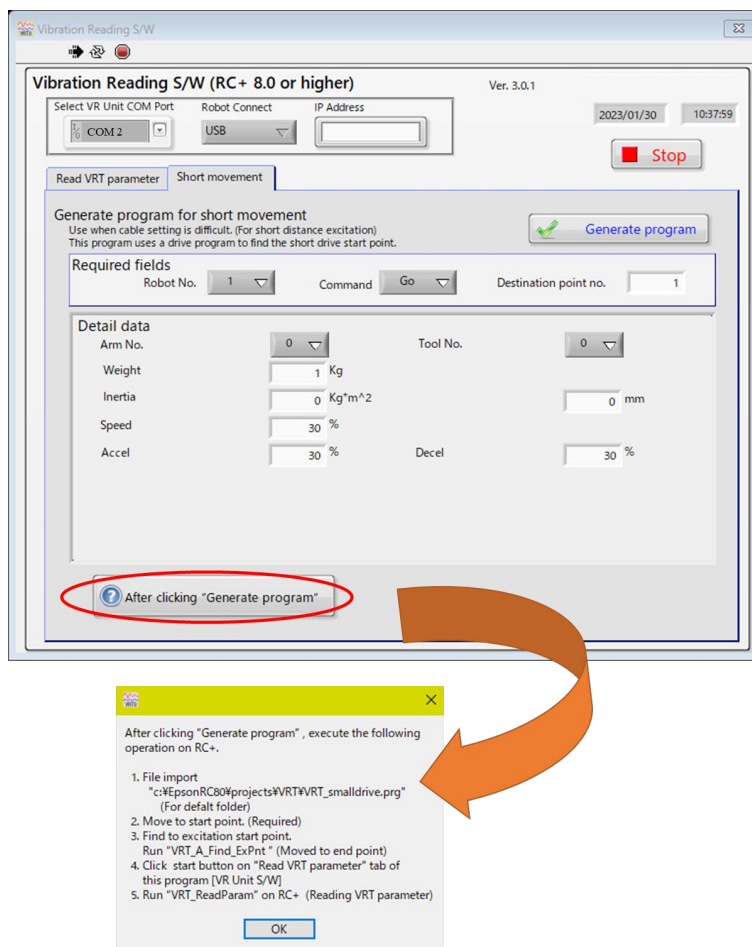 Vibration Reading S/W
Vibration Reading S/W (RC+ 8.0 or higher)
Ver. 3.0.1
Select VR Unit COM Port
Robot Connect
IP Address
COM 2
USB
2023/01/30
10:37:59
Stop
Read VRT parameter
Short movement
Generate program for short movement
Use when cable setting is difficult. (For short distance excitation)
This program uses a drive program to find the short drive start point.
Generate program
Required fields
Robot No. 1
Command Go
Destination point no. 1
Detail data
Arm No. 0
Tool No. 0
Weight 1 Kg
Inertia 0 Kg*m^2
0 mm
Speed 30 %
Accel 30 %
Decel 30 %
After clicking "Generate program"
After clicking "Generate program" , execute the following
operation on RC+.
1. File import
"c:¥EpsonRC80¥projects¥VRT¥VRT_smalldrive.prg"
(For defalt folder)
2. Move to start point. (Required)
3. Find to excitation start point.
Run "VRT_A_Find_ExPnt " (Moved to end point)
4. Click start button on "Read VRT parameter" tab of
this program [VR Unit S/W]
5. Run "VRT_ReadParam" on RC+ (Reading VRT parameter)
OK